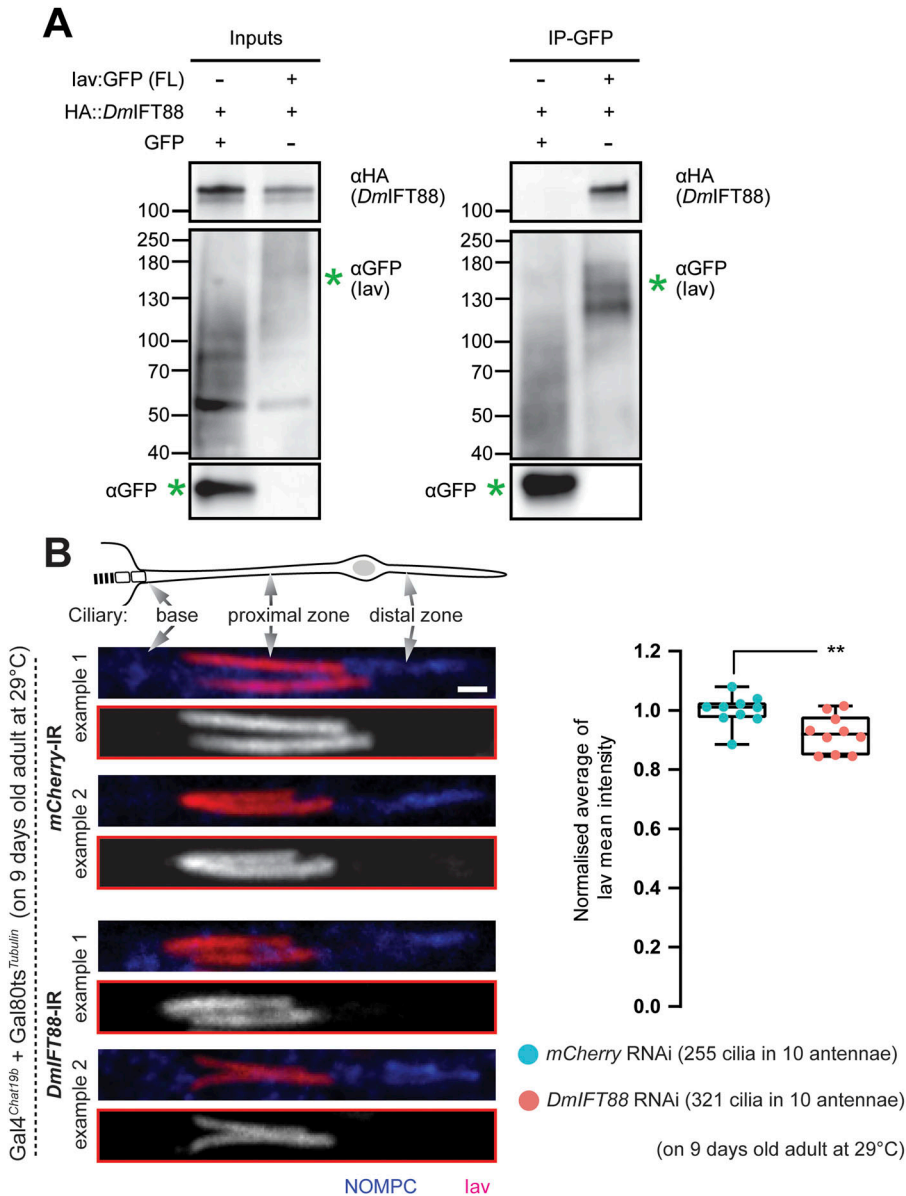 A
Inputs
IP-GFP
Iav:GFP (FL) - + - +
HA::DmIFT88 + + + +
GFP + - + -
αHA
(DmIFT88)
100
αHA
(DmIFT88)
100
250
180
130
100
70
50
40
αGFP
(Iav)
*
250
180
130
100
70
50
40
αGFP
(Iav)
*
αGFP *
αGFP *
B
Ciliary: base proximal zone distal zone
Gal4Chat19b + Gal80tsTubulin (on 9 days old adult at 29°C)
mCherry-IR
example 1
example 2
DmIFT88-IR
example 1
example 2
NOMPC Iav
Normalised average of
Iav mean intensity
1.2
1.0
0.8
0.6
0.4
0.2
0.0
**
mCherry RNAi (255 cilia in 10 antennae)
DmIFT88 RNAi (321 cilia in 10 antennae)
(on 9 days old adult at 29°C)